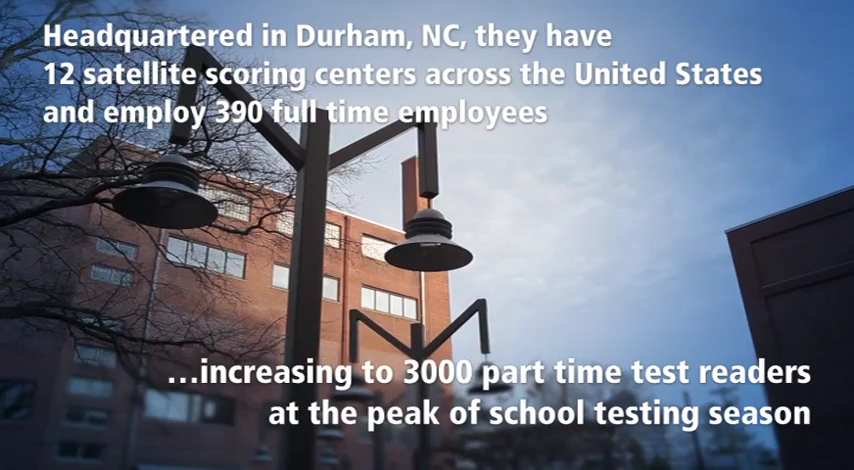 Headquartered in Durham, NC, they have
12 satellite scoring centers across the United States
and employ 390 full time employees
...increasing to 3000 part time test readers
at the peak of school testing season